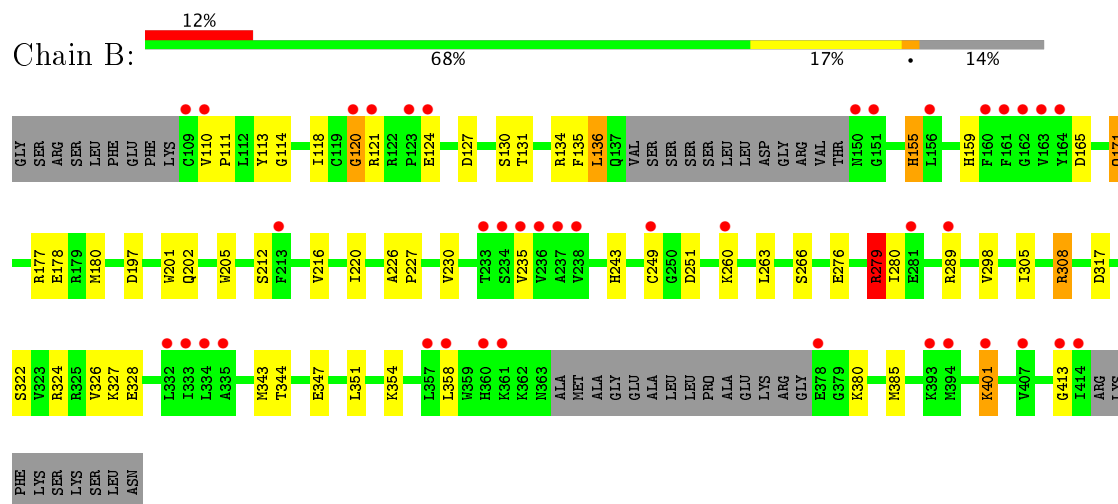 12%
Chain B:
68% 17% • 14%
GLY SER ARG SER LEU PHE GLU PHE LYS C109 V110 P111 L112 Y113 G114 I118 C119 G120 R121 R122 P123 E124 D127 S130 T131 R134 F135 L136 Q137 VAL SER SER SER SER LEU LEU ASP GLY ARG VAL THR N150 G151 H155 L156 H159 F160 F161 G162 V163 Y164 D165 Q171
R177 E178 R179 M180 D197 W201 Q202 W205 S212 F213 V216 I220 A226 P227 V230 T233 S234 V235 V236 A237 V238 H243 C249 G250 D251 K260 L263 S266 E276 R279 I280 E281 R289 V298 I305 R308 D317
S322 V323 R324 R325 V326 K327 E328 L332 I333 L334 A335 M343 T344 E347 L351 K354 L357 L358 W359 H360 K361 K362 N363 ALA MET ALA GLY GLU ALA LEU LEU PRO ALA GLU LYS ARG GLY E378 G379 K380 M385 K393 M394 K401 V407 G413 I414 ARG LYS
PHE LYS SER LYS SER LEU ASN